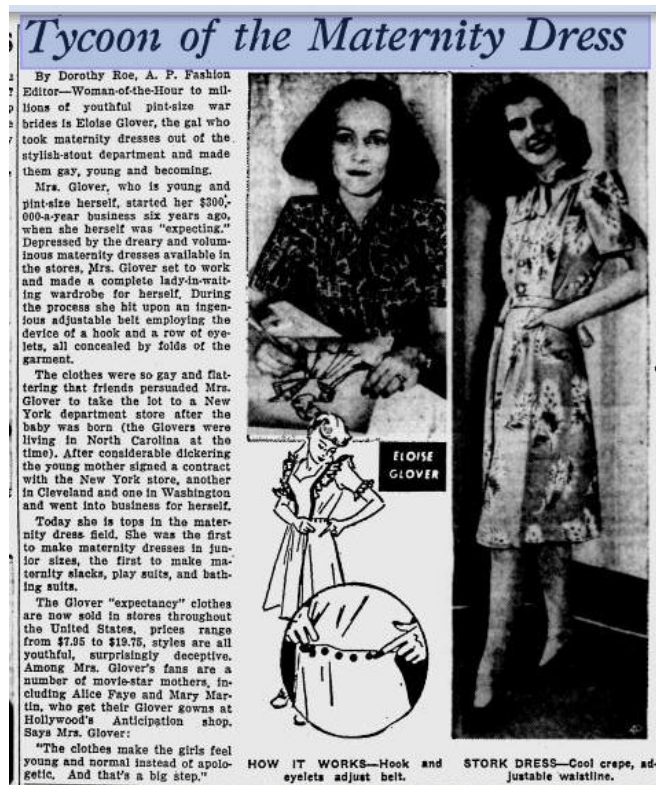 Tycoon of the Maternity Dress
By Dorothy Roe, A. P. Fashion
Editor—Woman-of-the-Hour to mil-
lions of youthful pint-size war
brides is Eloise Glover, the gal who
took maternity dresses out of the
stylish-stout department and made
them gay, young and becoming.
Mrs. Glover, who is young and
pint-size herself, started her $300,-
000-a-year business six years ago,
when she herself was "expecting."
Depressed by the dreary and volum-
inous maternity dresses available in
the stores, Mrs. Glover set to work
and made a complete lady-in-wait-
ing wardrobe for herself. During
the process she hit upon an ingen-
ious adjustable belt employing the
device of a hook and a row of eye-
lets, all concealed by folds of the
garment.
The clothes were so gay and flat-
tering that friends persuaded Mrs.
Glover to take the lot to a New
York department store after the
baby was born (the Glovers were
living in North Carolina at the
time). After considerable dickering
the young mother signed a contract
with the New York store, another
in Cleveland and one in Washington
and went into business for herself.
Today she is tops in the mater-
nity dress field. She was the first
to make maternity dresses in jun-
ior sizes, the first to make ma-
ternity slacks, play suits, and bath-
ing suits.
The Glover "expectancy" clothes
are now sold in stores throughout
the United States, prices range
from $7.95 to $19.75, styles are all
youthful, surprisingly deceptive.
Among Mrs. Glover's fans are a
number of movie-star mothers, in-
cluding Alice Faye and Mary Mar-
tin, who get their Glover gowns at
Hollywood's Anticipation shop.
Says Mrs. Glover:
"The clothes make the girls feel
young and normal instead of apolo-
getic. And that's a big step."
ELOISE
GLOVER
HOW IT WORKS—Hook and
eyelets adjust belt.
STORK DRESS—Cool crepe, ad-
justable waistline.